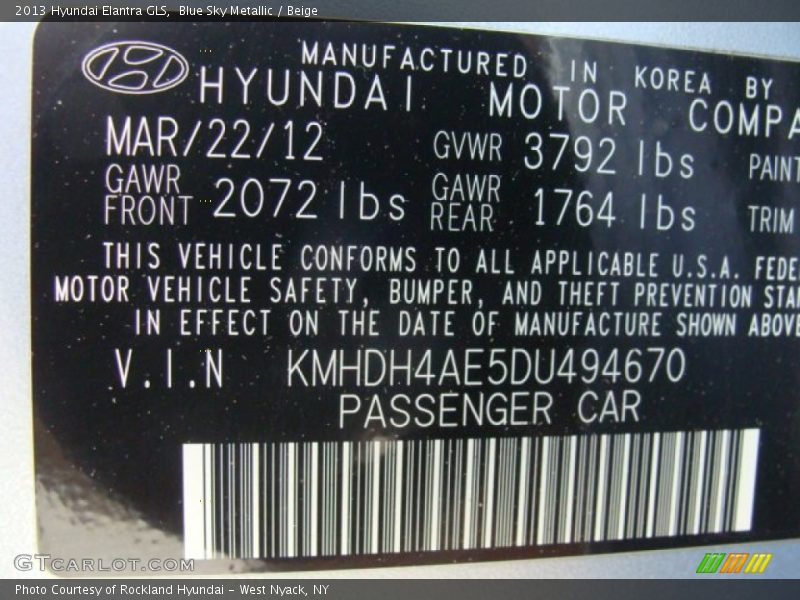 2013 Hyundai Elantra GLS, Blue Sky Metallic / Beige
MANUFACTURED IN KOREA BY
HYUNDAI MOTOR COMPA
MAR/22/12 GVWR 3792 lbs PAINT
GAWR FRONT 2072 lbs GAWR REAR 1764 lbs TRIM
THIS VEHICLE CONFORMS TO ALL APPLICABLE U.S.A. FEDE
MOTOR VEHICLE SAFETY, BUMPER, AND THEFT PREVENTION STA
IN EFFECT ON THE DATE OF MANUFACTURE SHOWN ABOVE
V.I.N KMHDH4AE5DU494670
PASSENGER CAR
GTCARLOT.COM
Photo Courtesy of Rockland Hyundai - West Nyack, NY